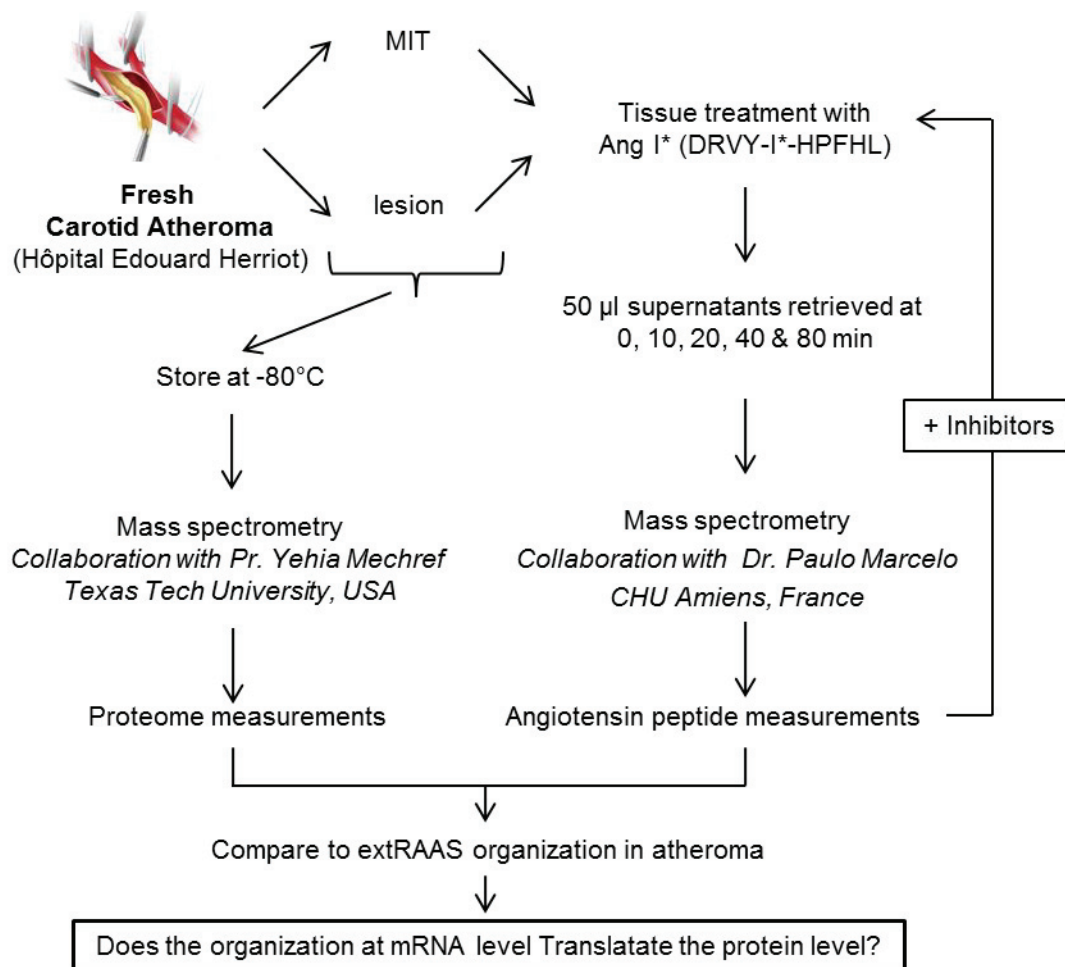 MIT
Tissue treatment with
Ang I* (DRVY-I*-HPFHL)
Fresh
Carotid Atheroma
(Hôpital Edouard Herriot)
lesion
50 µl supernatants retrieved at
0, 10, 20, 40 & 80 min
Store at -80°C
+ Inhibitors
Mass spectrometry
Collaboration with Pr. Yehia Mechref
Texas Tech University, USA
Mass spectrometry
Collaboration with Dr. Paulo Marcelo
CHU Amiens, France
Proteome measurements
Angiotensin peptide measurements
Compare to extRAAS organization in atheroma
Does the organization at mRNA level Translatate the protein level?